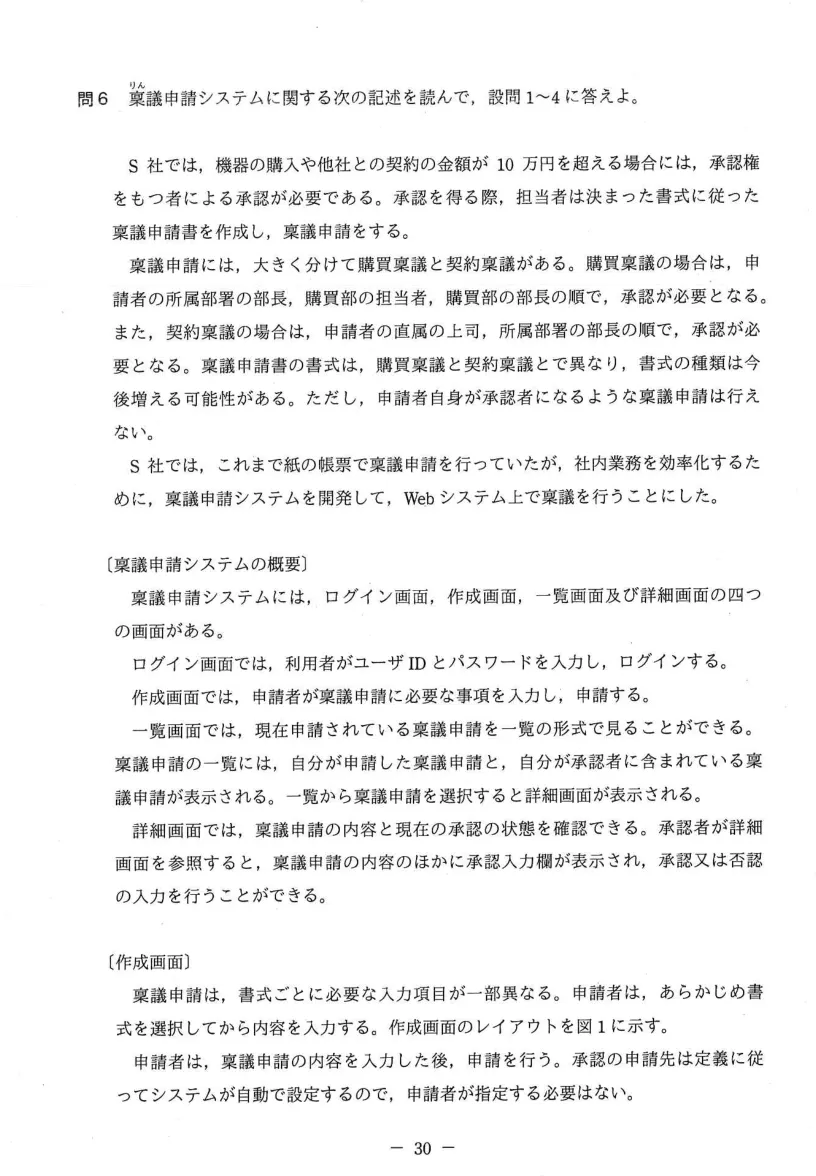 りん
問6 稟議申請システムに関する次の記述を読んで，設問1～4に答えよ。
S 社では，機器の購入や他社との契約の金額が 10 万円を超える場合には，承認権
をもつ者による承認が必要である。承認を得る際，担当者は決まった書式に従った
稟議申請書を作成し，稟議申請をする。
稟議申請には，大きく分けて購買稟議と契約稟議がある。購買稟議の場合は，申
請者の所属部署の部長，購買部の担当者，購買部の部長の順で，承認が必要となる。
また，契約稟議の場合は，申請者の直属の上司，所属部署の部長の順で，承認が必
要となる。稟議申請書の書式は，購買稟議と契約稟議とで異なり，書式の種類は今
後増える可能性がある。ただし，申請者自身が承認者になるような稟議申請は行え
ない。
S 社では，これまで紙の帳票で稟議申請を行っていたが，社内業務を効率化するた
めに，稟議申請システムを開発して，Web システム上で稟議を行うことにした。
〔稟議申請システムの概要〕
稟議申請システムには，ログイン画面，作成画面，一覧画面及び詳細画面の四つ
の画面がある。
ログイン画面では，利用者がユーザ ID とパスワードを入力し，ログインする。
作成画面では，申請者が稟議申請に必要な事項を入力し，申請する。
一覧画面では，現在申請されている稟議申請を一覧の形式で見ることができる。
稟議申請の一覧には，自分が申請した稟議申請と，自分が承認者に含まれている稟
議申請が表示される。一覧から稟議申請を選択すると詳細画面が表示される。
詳細画面では，稟議申請の内容と現在の承認の状態を確認できる。承認者が詳細
画面を参照すると，稟議申請の内容のほかに承認入力欄が表示され，承認又は否認
の入力を行うことができる。
〔作成画面〕
稟議申請は，書式ごとに必要な入力項目が一部異なる。申請者は，あらかじめ書
式を選択してから内容を入力する。作成画面のレイアウトを図1に示す。
申請者は，稟議申請の内容を入力した後，申請を行う。承認の申請先は定義に従
ってシステムが自動で設定するので，申請者が指定する必要はない。
― 30 ―